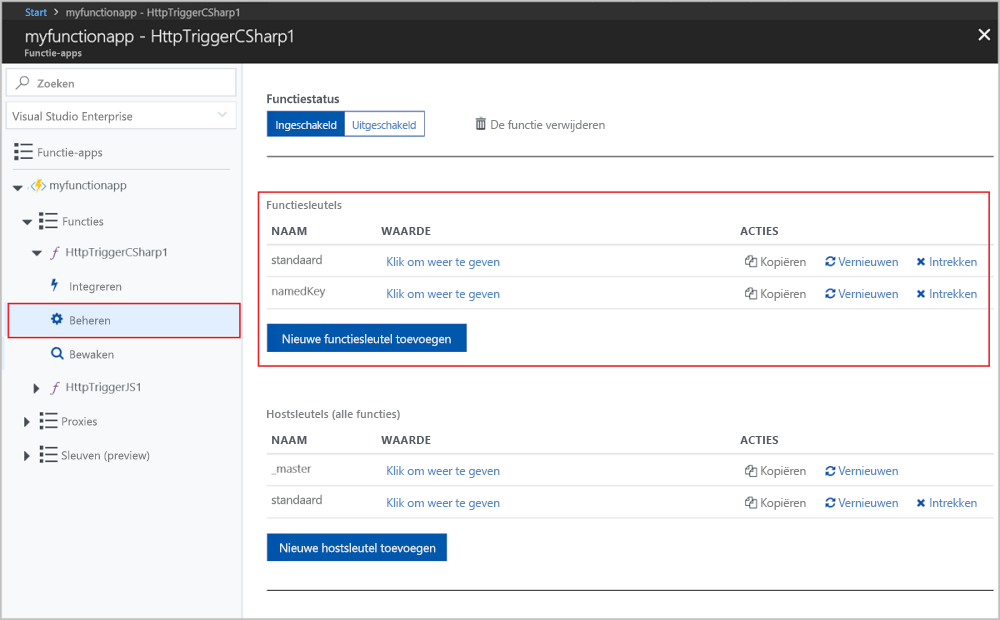 Start > myfunctionapp - HttpTriggerCSharp1
myfunctionapp - HttpTriggerCSharp1
Functie-apps
Zoeken
Visual Studio Enterprise
Functie-apps
myfunctionapp
Functies
HttpTriggerCSharp1
Integreren
Beheren
Bewaken
HttpTriggerJS1
Proxies
Sleuven (preview)
Functiestatus
Ingeschakeld Uitgeschakeld De functie verwijderen
Functiesleutels
NAAM WAARDE ACTIES
standaard Klik om weer te geven Kopiëren Vernieuwen Intrekken
namedKey Klik om weer te geven Kopiëren Vernieuwen Intrekken
Nieuwe functiesleutel toevoegen
Hostsleutels (alle functies)
NAAM WAARDE ACTIES
_master Klik om weer te geven Kopiëren Vernieuwen
standaard Klik om weer te geven Kopiëren Vernieuwen Intrekken
Nieuwe hostsleutel toevoegen